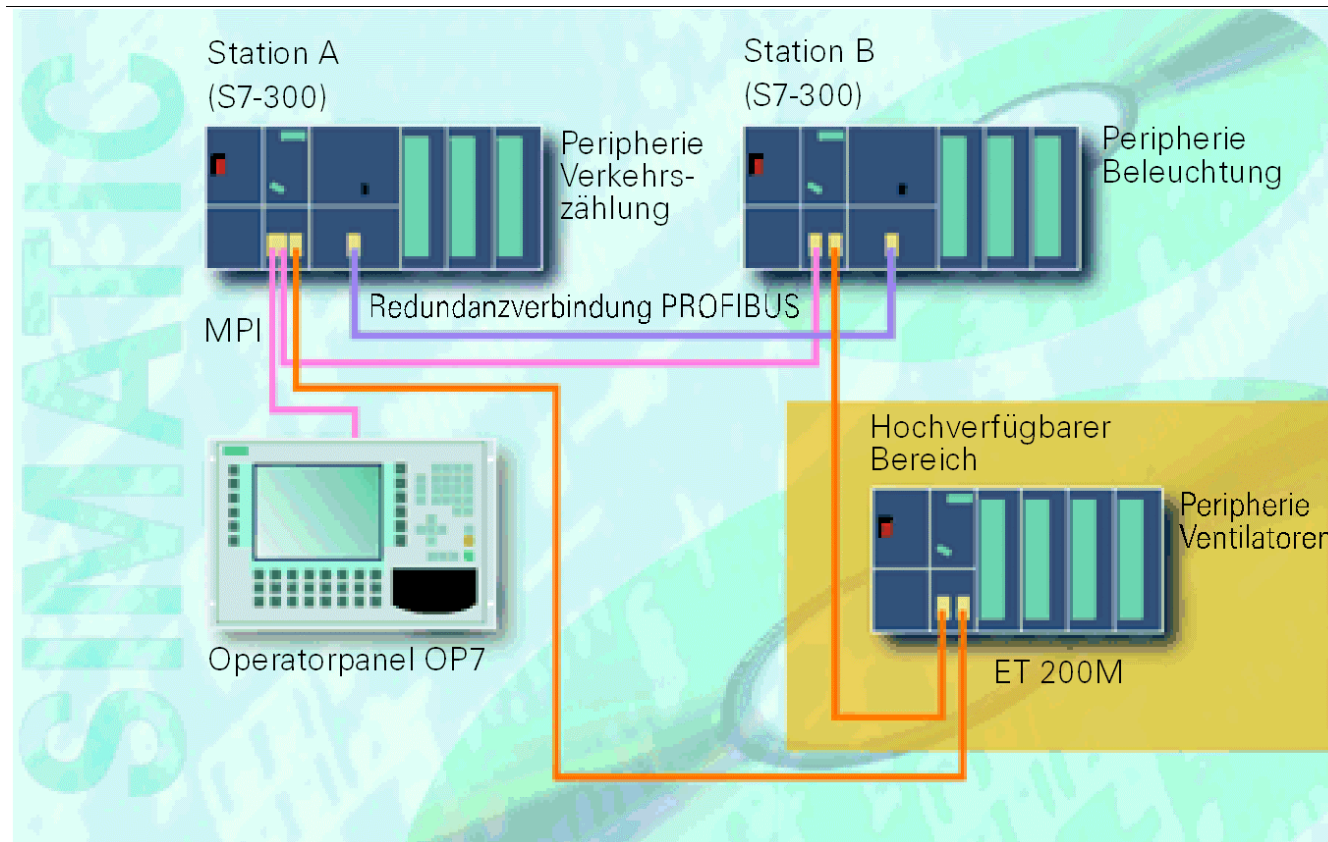 SIMATIC
Station A
(S7-300)
Peripherie
Verkehrs-
zählung
Station B
(S7-300)
Peripherie
Beleuchtung
Redundanzverbindung PROFIBUS
MPI
Operatorpanel OP7
Hochverfügbarer
Bereich
Peripherie
Ventilatoren
ET 200M